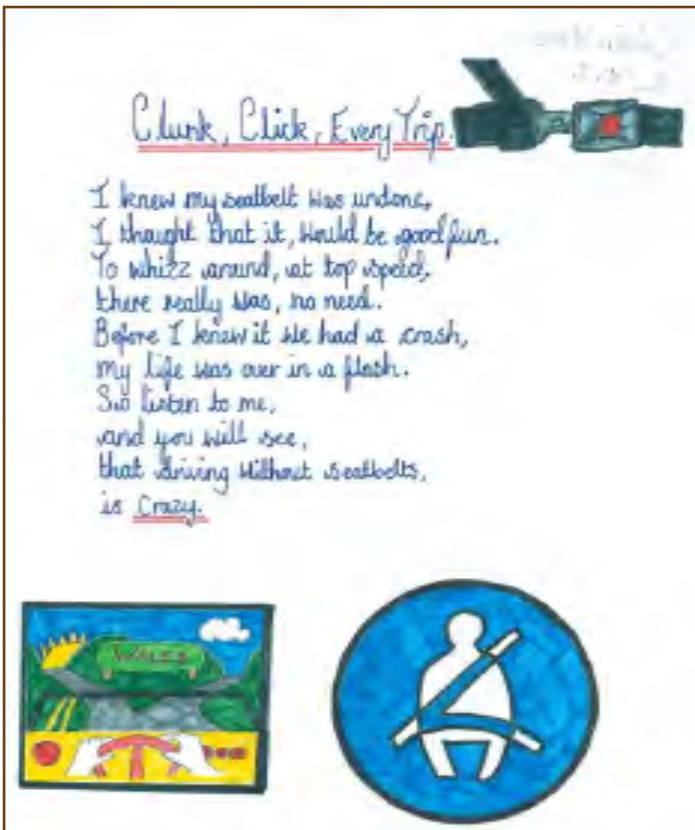 Clunk, Click, Every Trip.
I knew my seatbelt was undone,
I thought that it, would be good fun.
To whizz around, at top speed,
there really was, no need.
Before I knew it we had a crash,
my life was over in a flash.
So listen to me,
and you will see,
that driving without seatbelts,
is Crazy.
WALES